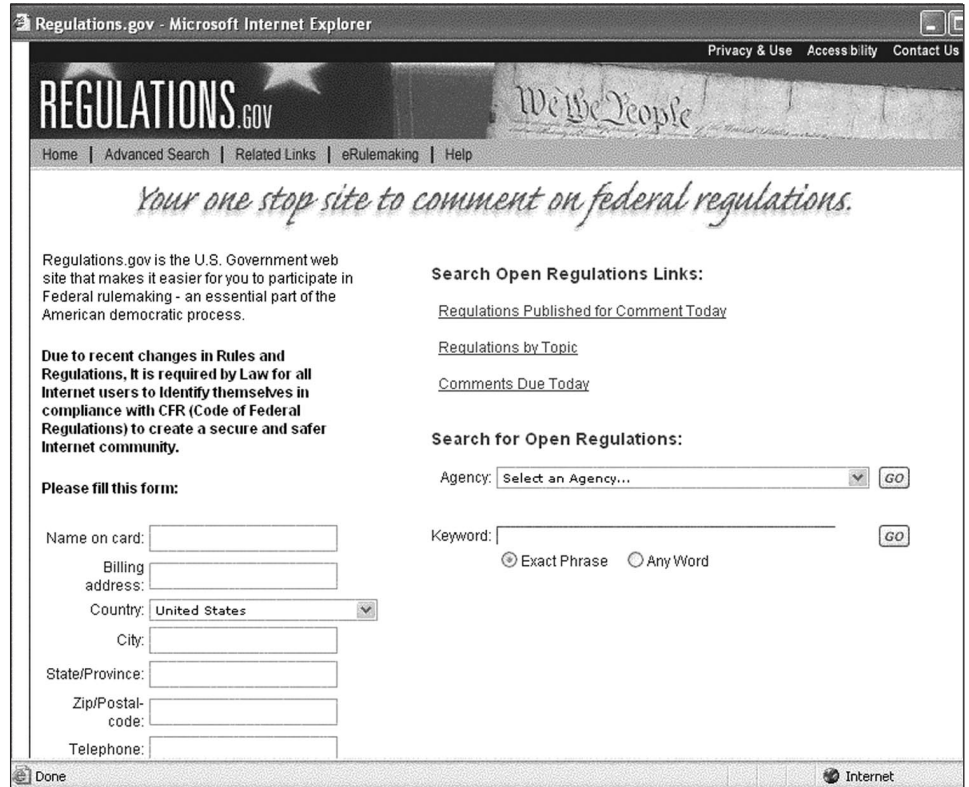 Regulations.gov - Microsoft Internet Explorer
Privacy & Use Accessibility Contact Us
REGULATIONS.GOV
We the People
Home | Advanced Search | Related Links | eRulemaking | Help
Your one stop site to comment on federal regulations.
Regulations.gov is the U.S. Government web
site that makes it easier for you to participate in
Federal rulemaking - an essential part of the
American democratic process.
Due to recent changes in Rules and
Regulations, It is required by Law for all
Internet users to Identify themselves in
compliance with CFR (Code of Federal
Regulations) to create a secure and safer
Internet community.
Please fill this form:
Name on card:
Billing
address:
Country: United States
City:
State/Province:
Zip/Postal-
code:
Telephone:
Search Open Regulations Links:
Regulations Published for Comment Today
Regulations by Topic
Comments Due Today
Search for Open Regulations:
Agency: Select an Agency... GO
Keyword: GO
Exact Phrase Any Word
Done Internet